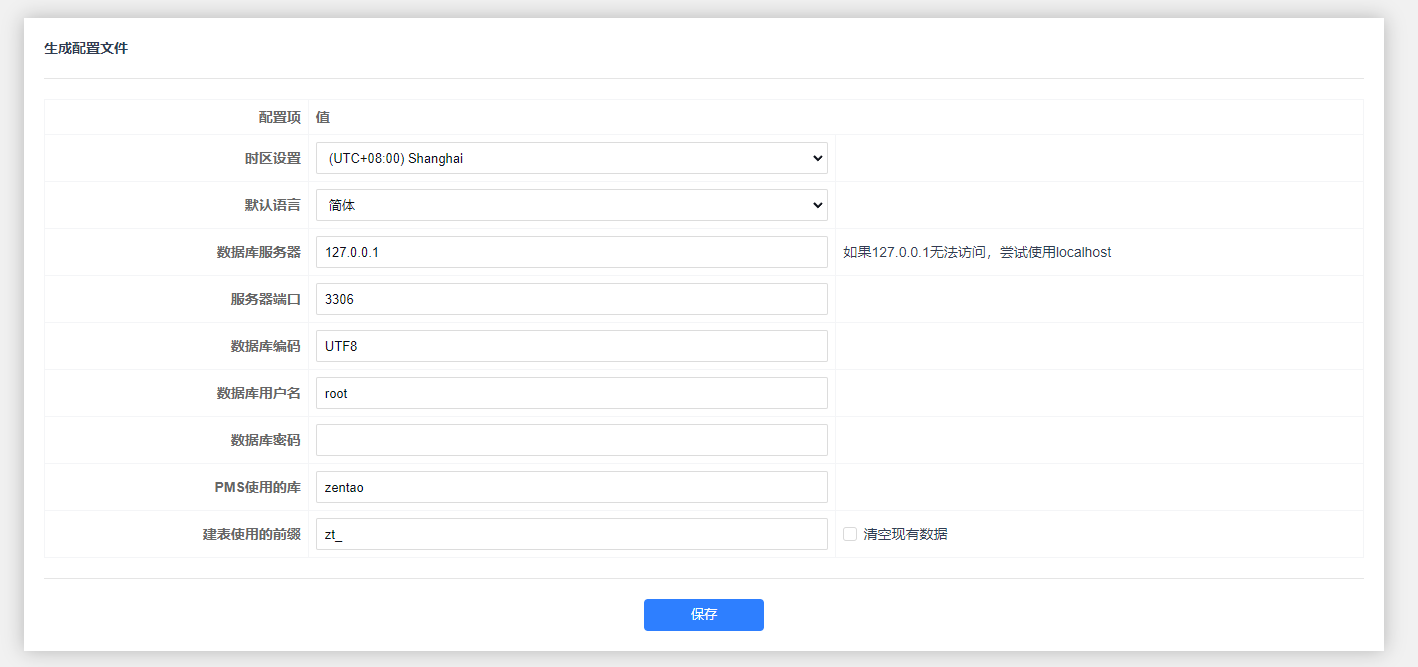 生成配置文件
配置项 值
时区设置 (UTC+08:00) Shanghai
默认语言 简体
数据库服务器 127.0.0.1 如果127.0.0.1无法访问，尝试使用localhost
服务器端口 3306
数据库编码 UTF8
数据库用户名 root
数据库密码
PMS使用的库 zentao
建表使用的前缀 zt_ 清空现有数据
保存